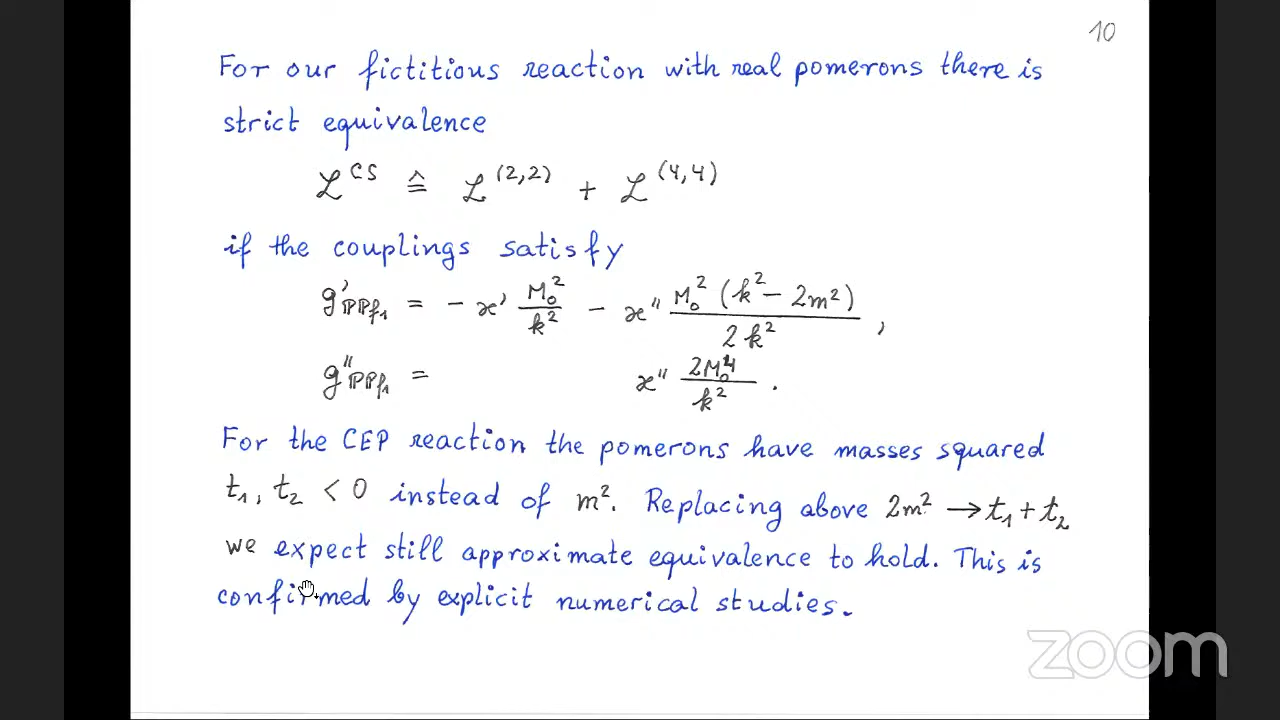 10
For our fictitious reaction with real pomerons there is
strict equivalence
ℒ^CS ≙ ℒ^(2,2) + ℒ^(4,4)
if the couplings satisfy
g'_ℙℙf₁ = − ϰ' M₀²/k² − ϰ'' M₀² (k² − 2m²)/2k² ,
g''_ℙℙf₁ = ϰ'' 2M₀⁴/k² .
For the CEP reaction the pomerons have masses squared
t₁, t₂ < 0 instead of m². Replacing above 2m² → t₁ + t₂
we expect still approximate equivalence to hold. This is
confirmed by explicit numerical studies.
zoom